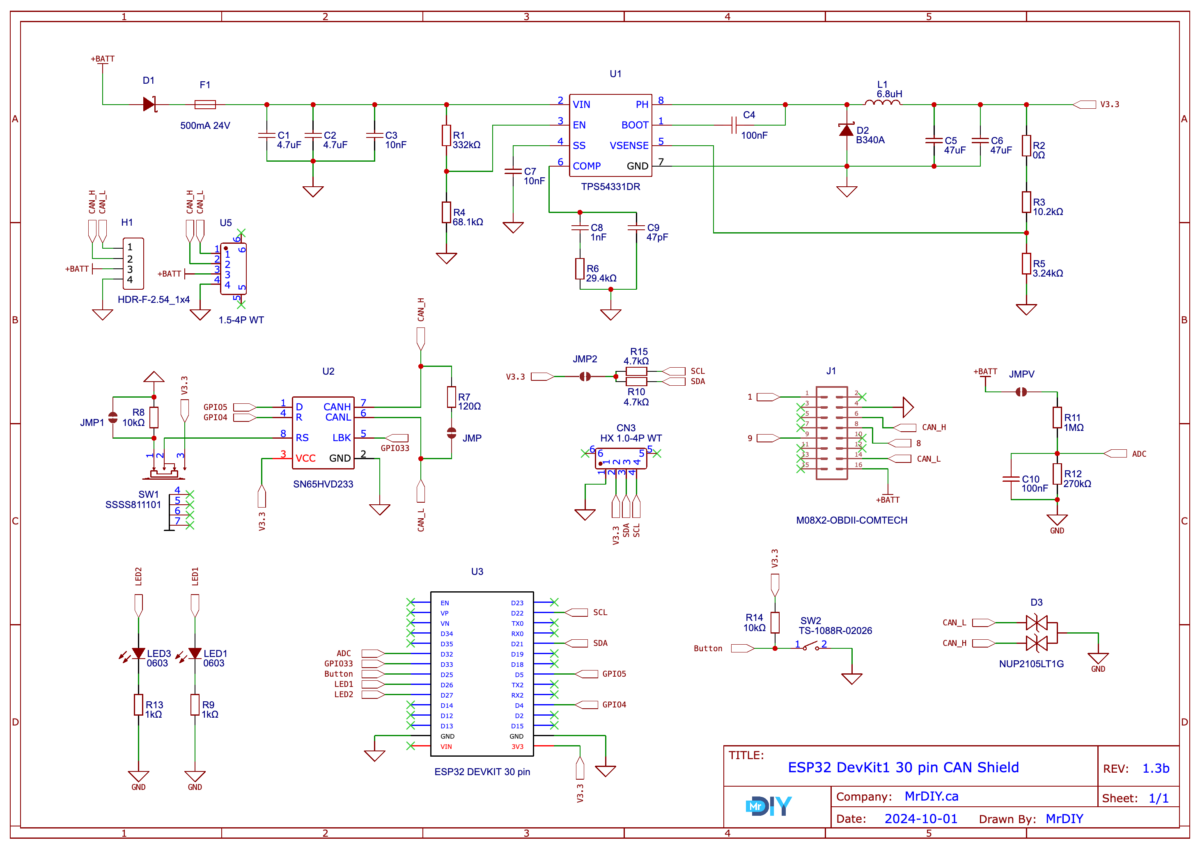 1 2 3 4 5
A
+BATT
D1
F1
500mA 24V
C1
4.7uF
C2
4.7uF
C3
10nF
R1
332kΩ
R4
68.1kΩ
U1
2 VIN
3 EN
4 SS
6 COMP
PH 8
BOOT 1
VSENSE 5
GND 7
TPS54331DR
C7
10nF
C8
1nF
C9
47pF
R6
29.4kΩ
C4
100nF
L1
6.8uH
D2
B340A
C5
47uF
C6
47uF
V3.3
R2
0Ω
R3
10.2kΩ
R5
3.24kΩ
A
B
CAN_H
CAN_L
H1
+BATT
1
2
3
4
HDR-F-2.54_1x4
CAN_H
CAN_L
U5
+BATT
1 1
2 2
3 3
4 4
6 6
5 5
1.5-4P WT
B
C
V3.3
JMP1
R8
10kΩ
1 2 3
SW1
SSSS811101
4
5
6
7
U2
GPIO5
GPIO4
1 D
4 R
8 RS
3 VCC
CANH 7
CANL 6
LBK 5
GND 2
GPIO33
SN65HVD233
V3.3
CAN_H
R7
120Ω
JMP
CAN_L
V3.3
JMP2
R15
4.7kΩ
R10
4.7kΩ
SCL
SDA
CN3
HX 1.0-4P WT
6 6 5 5
1 2 3 4
1 2 3 4
V3.3
SDA
SCL
J1
1
9
1 2
3 4
5 6
7 8
9 10
11 12
13 14
15 16
CAN_H
8
CAN_L
+BATT
M08X2-OBDII-COMTECH
+BATT
JMPV
R11
1MΩ
ADC
C10
100nF
R12
270kΩ
GND
C
D
LED2
LED3
0603
R13
1kΩ
GND
LED1
LED1
0603
R9
1kΩ
GND
U3
ADC
GPIO33
Button
LED1
LED2
EN
VP
VN
D34
D35
D32
D33
D25
D26
D27
D14
D12
D13
GND
VIN
D23
D22
TX0
RX0
D21
D19
D18
D5
TX2
RX2
D4
D2
D15
GND
3V3
SCL
SDA
GPIO5
GPIO4
V3.3
ESP32 DEVKIT 30 pin
V3.3
R14
10kΩ
Button
SW2
TS-1088R-02026
1 2
D3
CAN_L
CAN_H
NUP2105LT1G
GND
D
TITLE:
ESP32 DevKit1 30 pin CAN Shield
REV: 1.3b
Mr DIY
Company: MrDIY.ca
Sheet: 1/1
Date: 2024-10-01 Drawn By: MrDIY
1 2 3 4 5